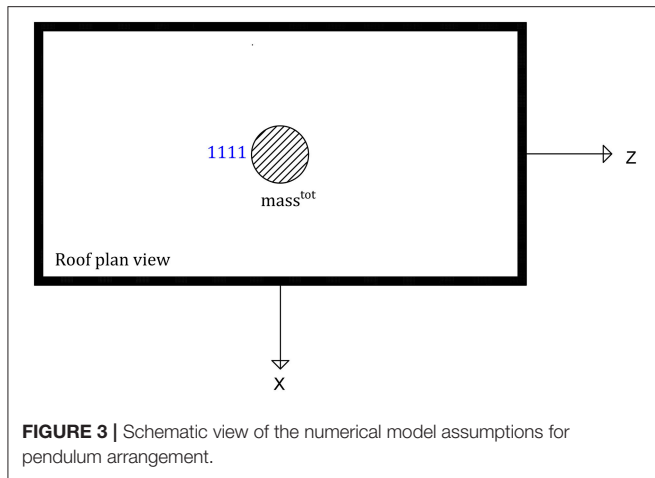 1111
Z
mass^tot
Roof plan view
X
FIGURE 3 | Schematic view of the numerical model assumptions for
pendulum arrangement.